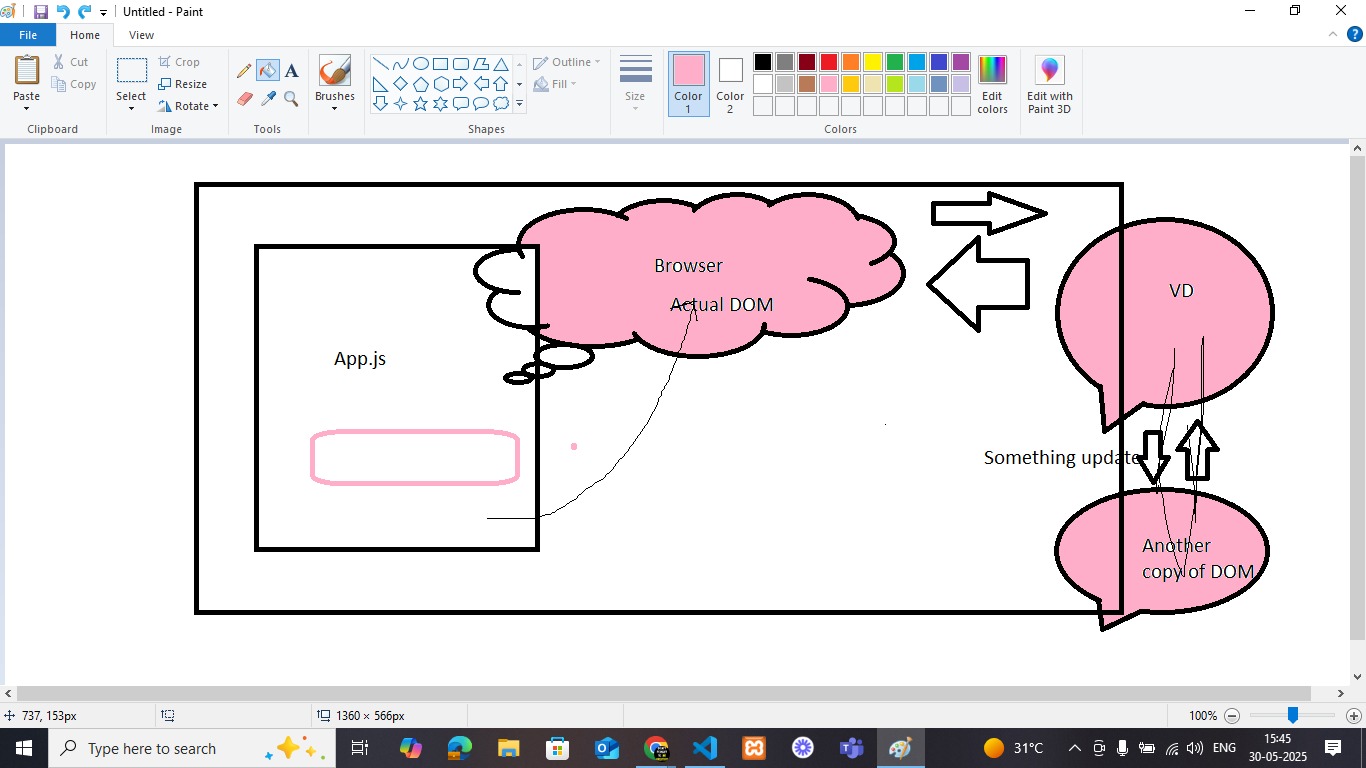 Untitled - Paint
File
Home
View
Paste
Cut
Copy
Clipboard
Select
Crop
Resize
Rotate
Image
A
Tools
Brushes
Outline
Fill
Shapes
Size
Color
1
Color
2
Colors
Edit
colors
Edit with
Paint 3D
?
Browser
Actual DOM
VD
App.js
Something update
Another
copy of DOM
737, 153px
1360 × 566px
100%
Type here to search
31°C
ENG
15:45
30-05-2025